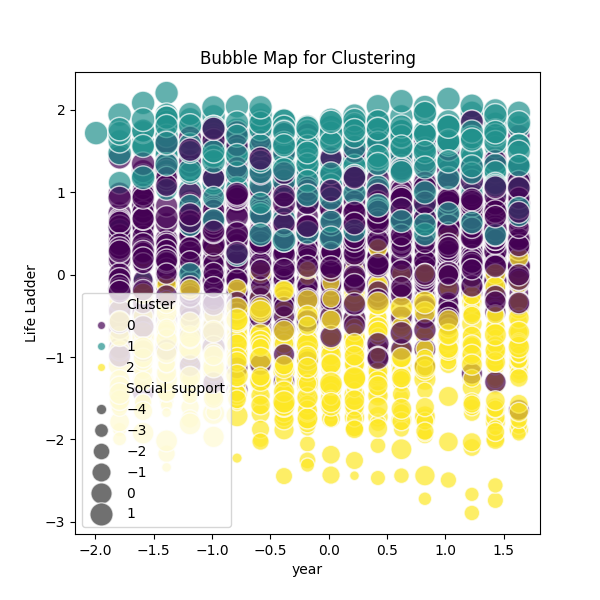 Bubble Map for Clustering
Life Ladder
2
1
0
−1
−2
−3
Cluster
0
1
2
Social support
−4
−3
−2
−1
0
1
−2.0 −1.5 −1.0 −0.5 0.0 0.5 1.0 1.5
year